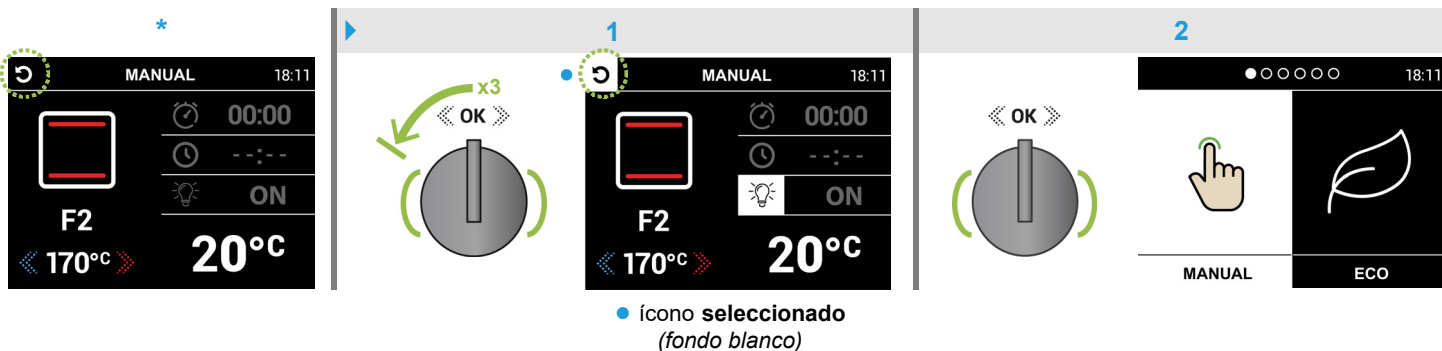 *
MANUAL 18:11
00:00
--:--
ON
F2
170°C
20°C
1
x3
OK
MANUAL 18:11
00:00
--:--
ON
F2
170°C
20°C
ícono seleccionado
(fondo blanco)
2
OK
18:11
MANUAL ECO